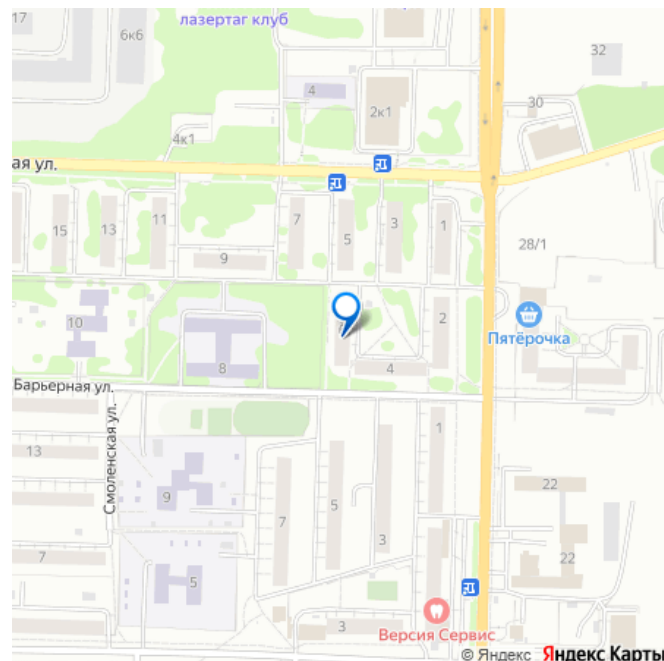 17
лазертаг клуб
6к6
32
4
2к1
30
4к1
ая ул.
15
13
11
7
5
3
1
9
28/1
10
8
2
Пятёрочка
4
Барьерная ул.
Смоленская ул.
13
1
9
7
5
3
22
22
7
5
3
Версия Сервис
© Яндекс Яндекс Карты